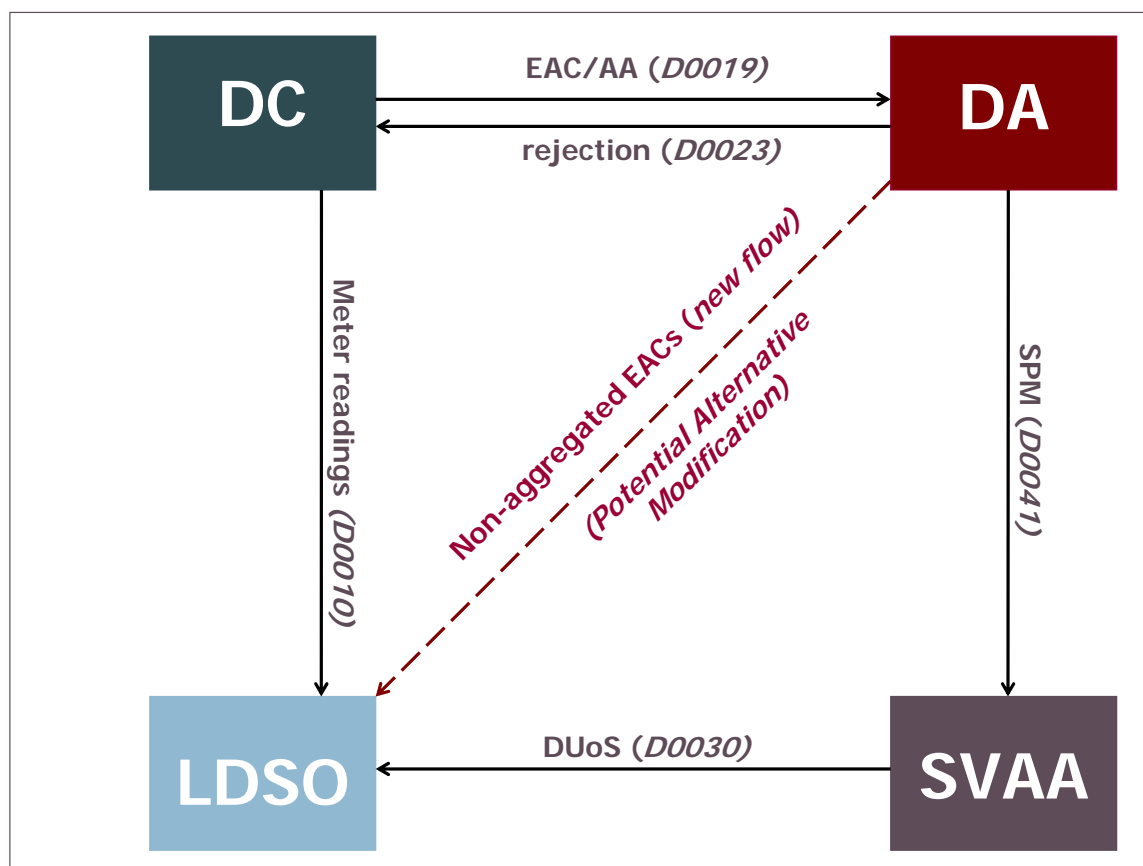 DC
EAC/AA (D0019)
DA
rejection (D0023)
Meter readings (D0010)
Non-aggregated EACs (new flow)
(Potential Alternative
Modification)
SPM (D0041)
LDSO
DUoS (D0030)
SVAA